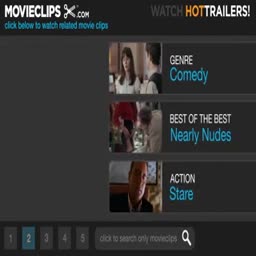 MOVIECLIPS .COM
WATCH HOTTRAILERS!
click below to watch related movie clips
GENRE
Comedy
BEST OF THE BEST
Nearly Nudes
ACTION
Stare
1 2 3 4 5 click to search only movieclips